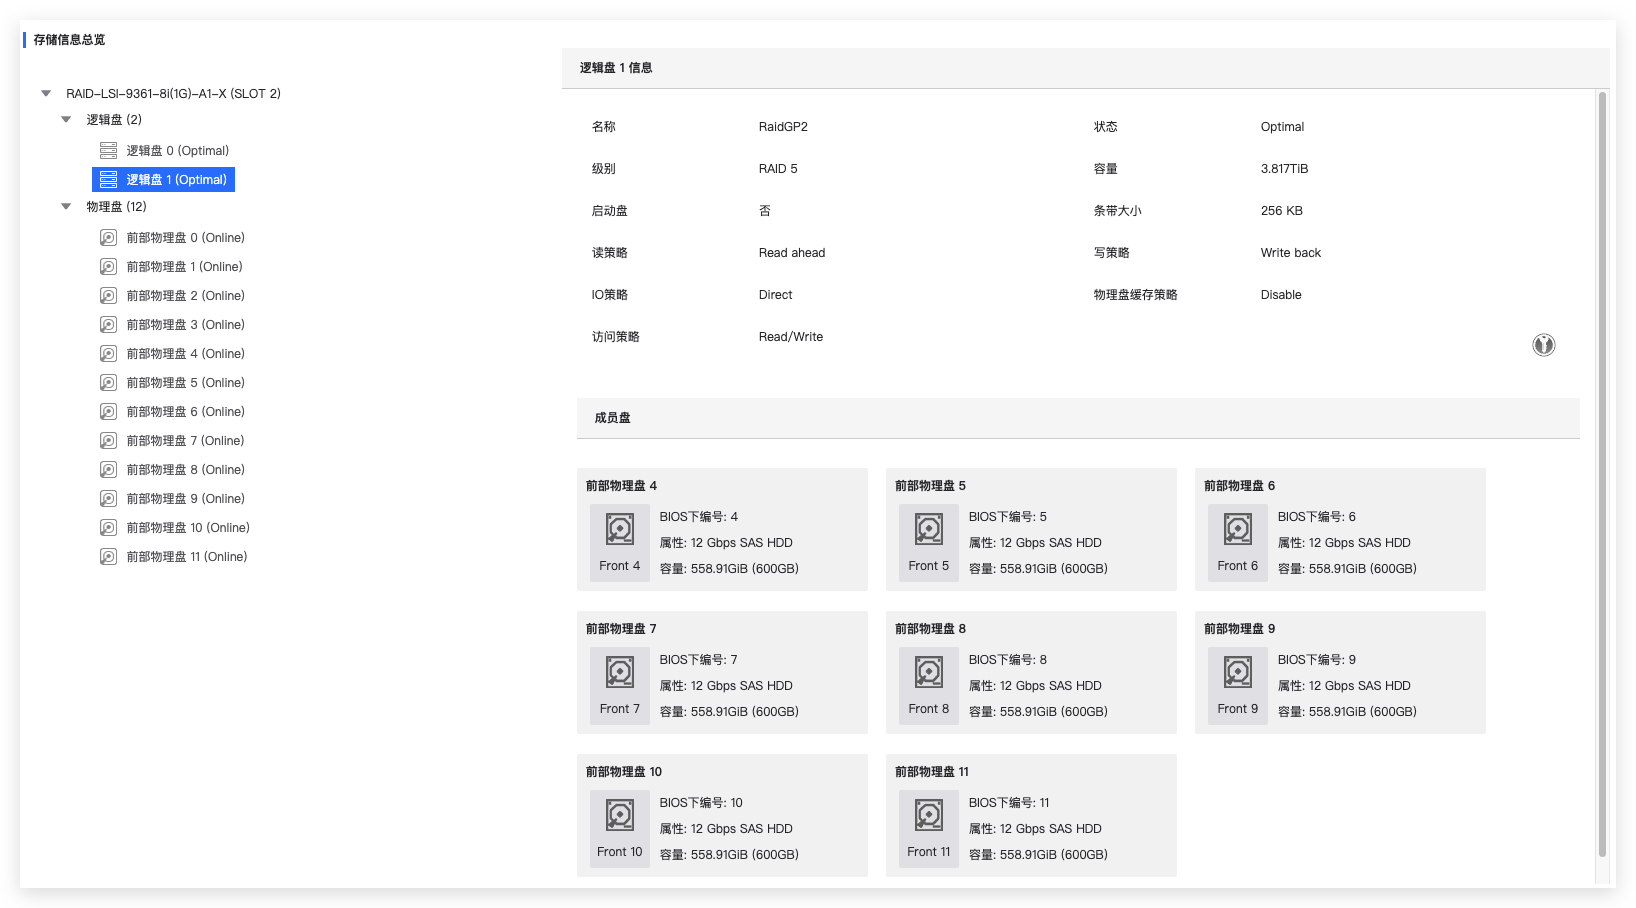 存储信息总览
RAID-LSI-9361-8i(1G)-A1-X (SLOT 2)
逻辑盘 (2)
逻辑盘 0 (Optimal)
逻辑盘 1 (Optimal)
物理盘 (12)
前部物理盘 0 (Online)
前部物理盘 1 (Online)
前部物理盘 2 (Online)
前部物理盘 3 (Online)
前部物理盘 4 (Online)
前部物理盘 5 (Online)
前部物理盘 6 (Online)
前部物理盘 7 (Online)
前部物理盘 8 (Online)
前部物理盘 9 (Online)
前部物理盘 10 (Online)
前部物理盘 11 (Online)
逻辑盘 1 信息
名称 RaidGP2 状态 Optimal
级别 RAID 5 容量 3.817TIB
启动盘 否 条带大小 256 KB
读策略 Read ahead 写策略 Write back
IO策略 Direct 物理盘缓存策略 Disable
访问策略 Read/Write
成员盘
前部物理盘 4
BIOS下编号: 4
属性: 12 Gbps SAS HDD
Front 4
容量: 558.91GiB (600GB)
前部物理盘 5
BIOS下编号: 5
属性: 12 Gbps SAS HDD
Front 5
容量: 558.91GiB (600GB)
前部物理盘 6
BIOS下编号: 6
属性: 12 Gbps SAS HDD
Front 6
容量: 558.91GiB (600GB)
前部物理盘 7
BIOS下编号: 7
属性: 12 Gbps SAS HDD
Front 7
容量: 558.91GiB (600GB)
前部物理盘 8
BIOS下编号: 8
属性: 12 Gbps SAS HDD
Front 8
容量: 558.91GiB (600GB)
前部物理盘 9
BIOS下编号: 9
属性: 12 Gbps SAS HDD
Front 9
容量: 558.91GiB (600GB)
前部物理盘 10
BIOS下编号: 10
属性: 12 Gbps SAS HDD
Front 10
容量: 558.91GiB (600GB)
前部物理盘 11
BIOS下编号: 11
属性: 12 Gbps SAS HDD
Front 11
容量: 558.91GiB (600GB)